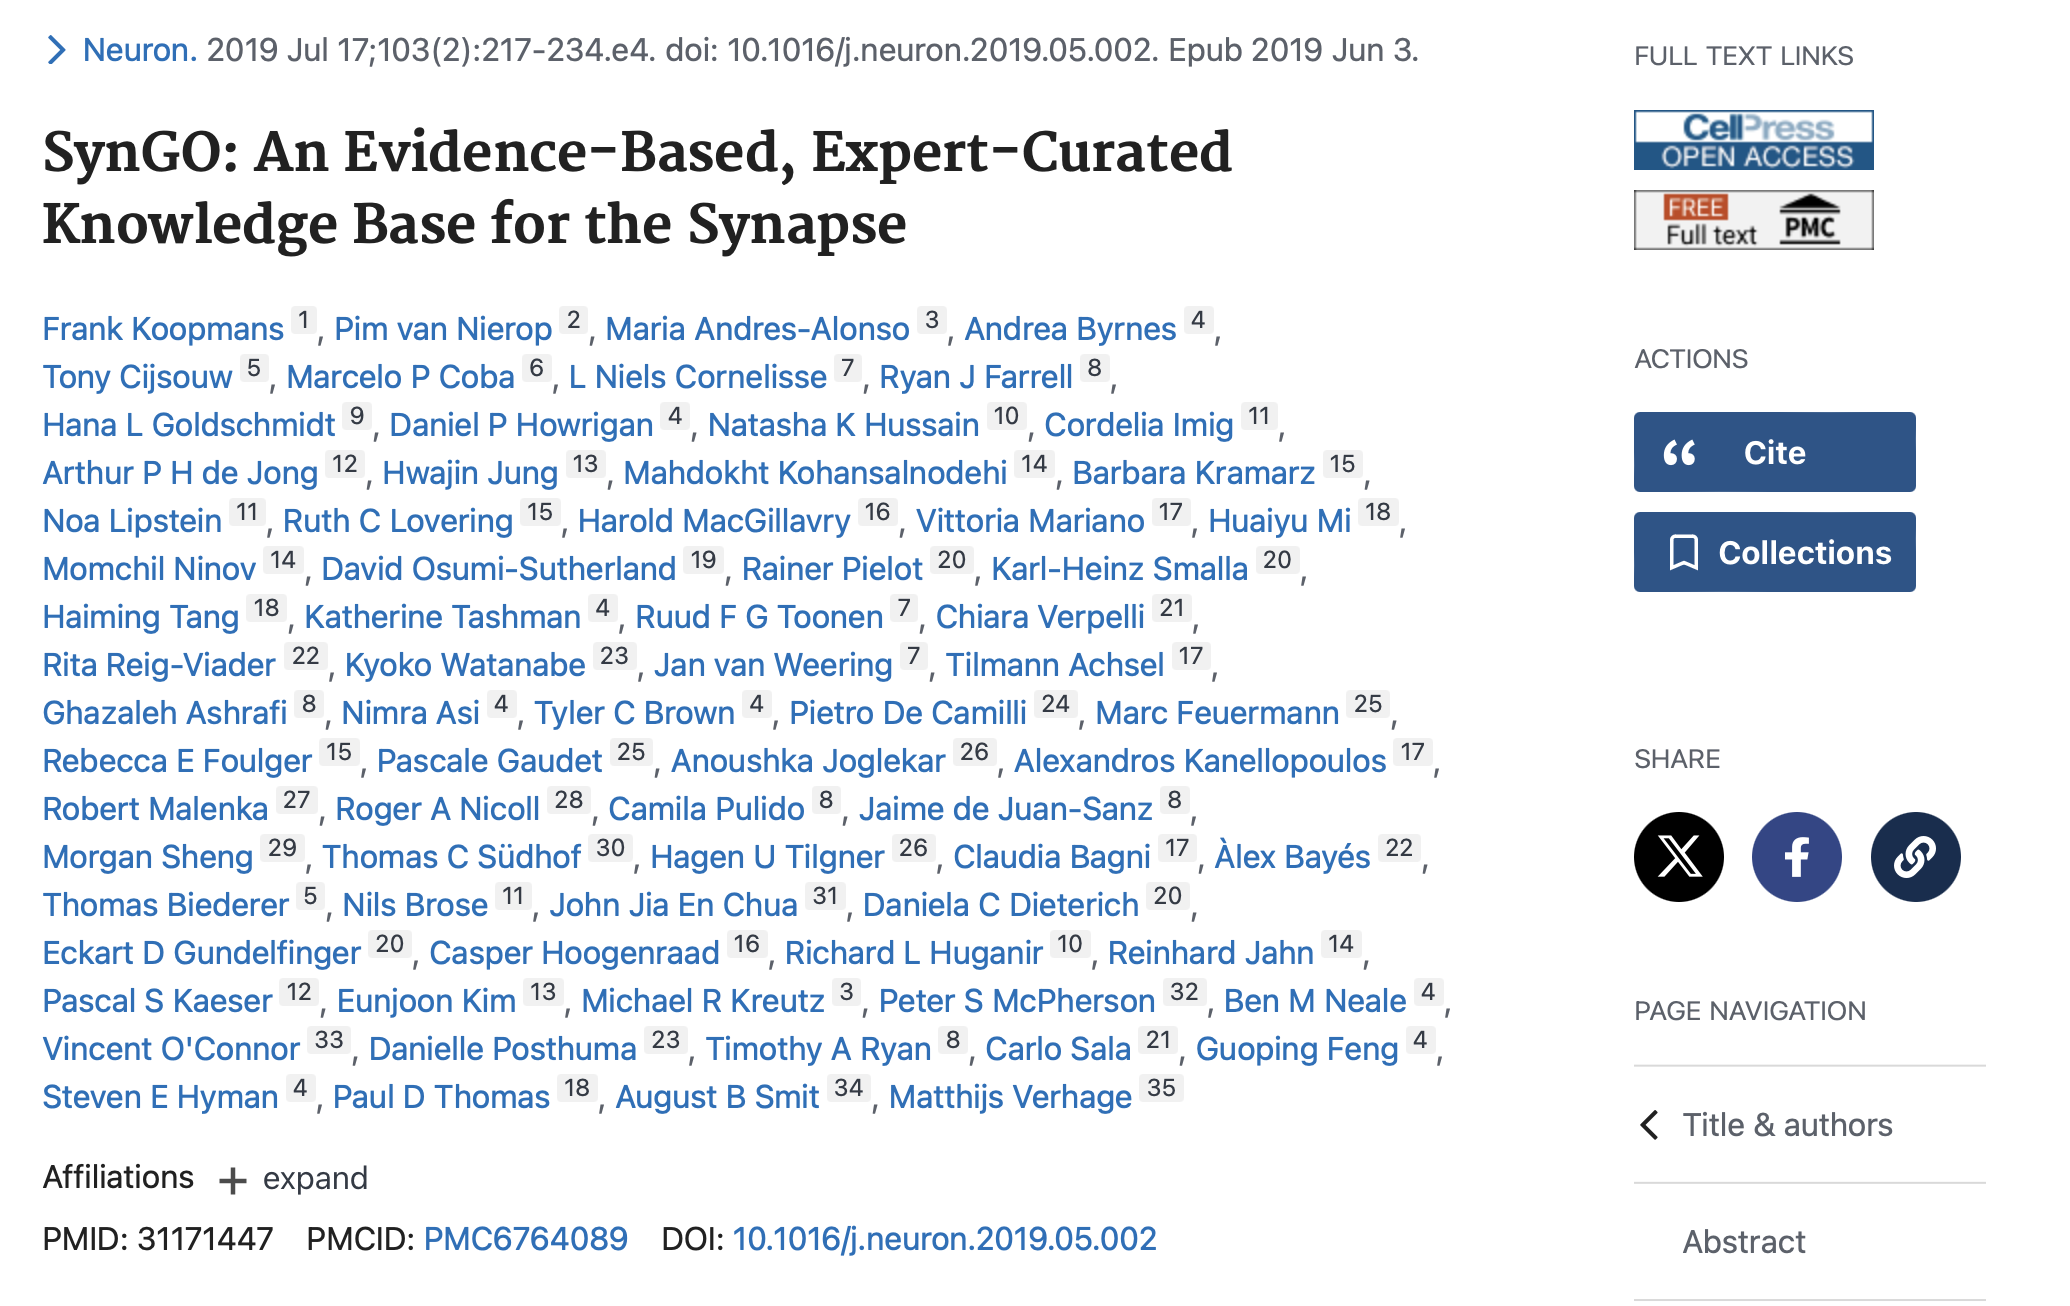 Neuron. 2019 Jul 17;103(2):217-234.e4. doi: 10.1016/j.neuron.2019.05.002. Epub 2019 Jun 3.
SynGO: An Evidence-Based, Expert-Curated
Knowledge Base for the Synapse
Frank Koopmans 1, Pim van Nierop 2, Maria Andres-Alonso 3, Andrea Byrnes 4,
Tony Cijsouw 5, Marcelo P Coba 6, L Niels Cornelisse 7, Ryan J Farrell 8,
Hana L Goldschmidt 9, Daniel P Howrigan 4, Natasha K Hussain 10, Cordelia Imig 11,
Arthur P H de Jong 12, Hwajin Jung 13, Mahdokht Kohansalnodehi 14, Barbara Kramarz 15,
Noa Lipstein 11, Ruth C Lovering 15, Harold MacGillavry 16, Vittoria Mariano 17, Huaiyu Mi 18,
Momchil Ninov 14, David Osumi-Sutherland 19, Rainer Pielot 20, Karl-Heinz Smalla 20,
Haiming Tang 18, Katherine Tashman 4, Ruud F G Toonen 7, Chiara Verpelli 21,
Rita Reig-Viader 22, Kyoko Watanabe 23, Jan van Weering 7, Tilmann Achsel 17,
Ghazaleh Ashrafi 8, Nimra Asi 4, Tyler C Brown 4, Pietro De Camilli 24, Marc Feuermann 25,
Rebecca E Foulger 15, Pascale Gaudet 25, Anoushka Joglekar 26, Alexandros Kanellopoulos 17,
Robert Malenka 27, Roger A Nicoll 28, Camila Pulido 8, Jaime de Juan-Sanz 8,
Morgan Sheng 29, Thomas C Südhof 30, Hagen U Tilgner 26, Claudia Bagni 17, Àlex Bayés 22,
Thomas Biederer 5, Nils Brose 11, John Jia En Chua 31, Daniela C Dieterich 20,
Eckart D Gundelfinger 20, Casper Hoogenraad 16, Richard L Huganir 10, Reinhard Jahn 14,
Pascal S Kaeser 12, Eunjoon Kim 13, Michael R Kreutz 3, Peter S McPherson 32, Ben M Neale 4,
Vincent O'Connor 33, Danielle Posthuma 23, Timothy A Ryan 8, Carlo Sala 21, Guoping Feng 4,
Steven E Hyman 4, Paul D Thomas 18, August B Smit 34, Matthijs Verhage 35
Affiliations + expand
PMID: 31171447 PMCID: PMC6764089 DOI: 10.1016/j.neuron.2019.05.002
FULL TEXT LINKS
CellPress
OPEN ACCESS
FREE
Full text PMC
ACTIONS
Cite
Collections
SHARE
PAGE NAVIGATION
Title & authors
Abstract